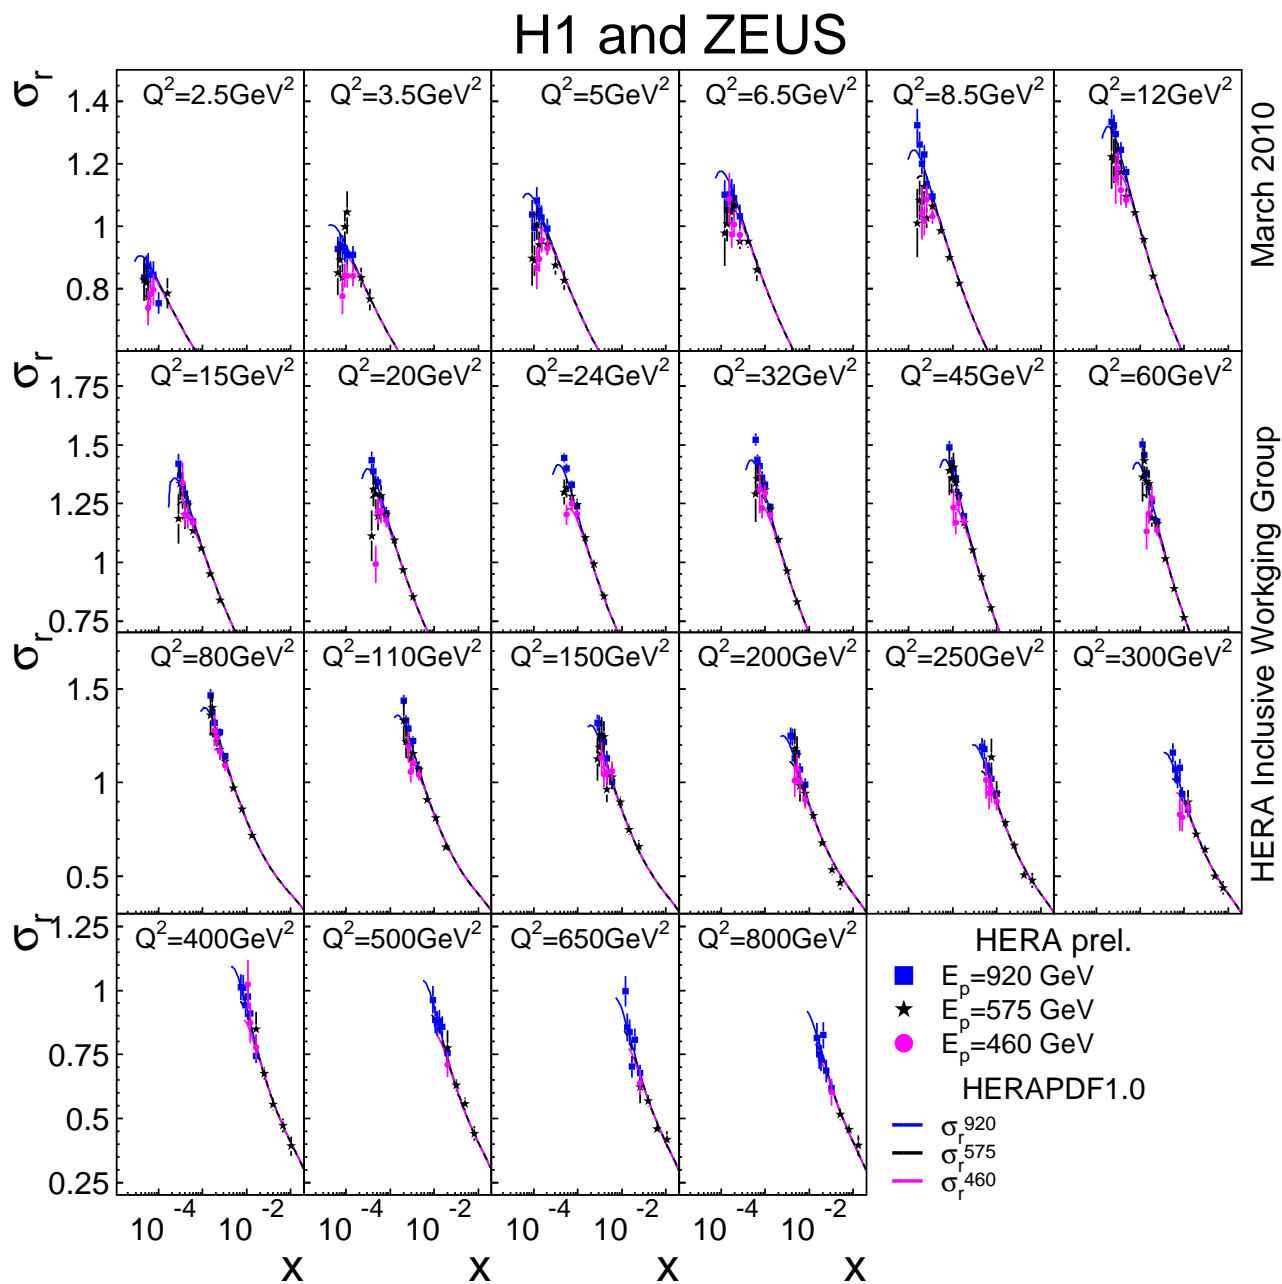 H1 and ZEUS
σr
Q²=2.5GeV²
Q²=3.5GeV²
Q²=5GeV²
Q²=6.5GeV²
Q²=8.5GeV²
Q²=12GeV²
1.4
1.2
1
0.8
March 2010
σr
Q²=15GeV²
Q²=20GeV²
Q²=24GeV²
Q²=32GeV²
Q²=45GeV²
Q²=60GeV²
1.75
1.5
1.25
1
0.75
HERA Inclusive Workging Group
σr
Q²=80GeV²
Q²=110GeV²
Q²=150GeV²
Q²=200GeV²
Q²=250GeV²
Q²=300GeV²
1.5
1
0.5
σr
Q²=400GeV²
Q²=500GeV²
Q²=650GeV²
Q²=800GeV²
1.25
1
0.75
0.5
0.25
10⁻⁴ 10⁻² 10⁻⁴ 10⁻² 10⁻⁴ 10⁻² 10⁻⁴ 10⁻²
x x x x
HERA prel.
Ep=920 GeV
Ep=575 GeV
Ep=460 GeV
HERAPDF1.0
σr⁹²⁰
σr⁵⁷⁵
σr⁴⁶⁰